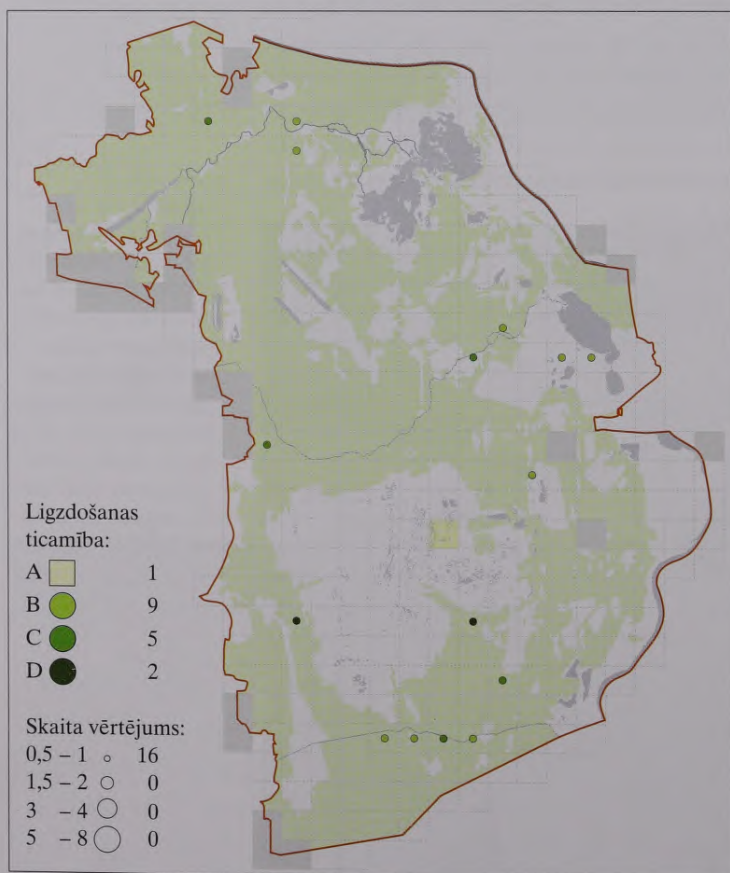 Ligzdošanas
ticamība:
A 1
B 9
C 5
D 2
Skaita vērtējums:
0,5 – 1 16
1,5 – 2 0
3 – 4 0
5 – 8 0